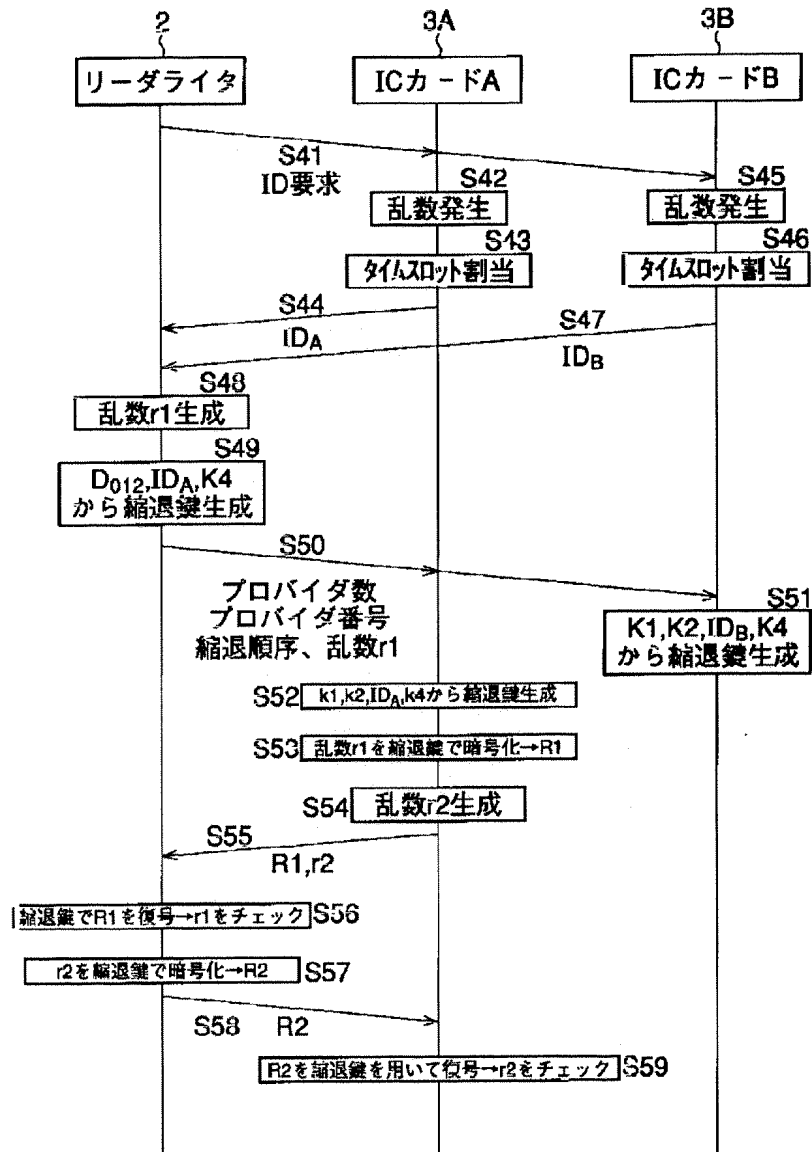 2
3A
3B
リーダライタ
ICカードA
ICカードB
S41
ID要求
S42
乱数発生
S45
乱数発生
S43
タイムスロット割当
S46
タイムスロット割当
S44
IDA
S47
IDB
S48
乱数r1生成
S49
D012,IDA,K4
から縮退鍵生成
S50
プロバイダ数
プロバイダ番号
縮退順序、乱数r1
S51
K1,K2,IDB,K4
から縮退鍵生成
S52
k1,k2,IDA,k4から縮退鍵生成
S53
乱数r1を縮退鍵で暗号化→R1
S54
乱数r2生成
S55
R1,r2
縮退鍵でR1を復号→r1をチェック
S56
r2を縮退鍵で暗号化→R2
S57
S58
R2
R2を縮退鍵を用いて復号→r2をチェック
S59